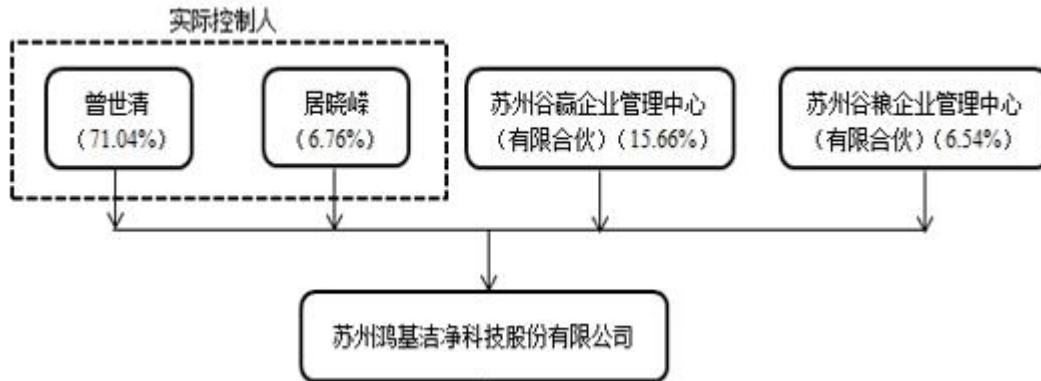 实际控制人
曾世清
（71.04%）
居晓嵘
（6.76%）
苏州谷赢企业管理中心
（有限合伙）（15.66%）
苏州谷粮企业管理中心
（有限合伙）（6.54%）
苏州鸿基洁净科技股份有限公司